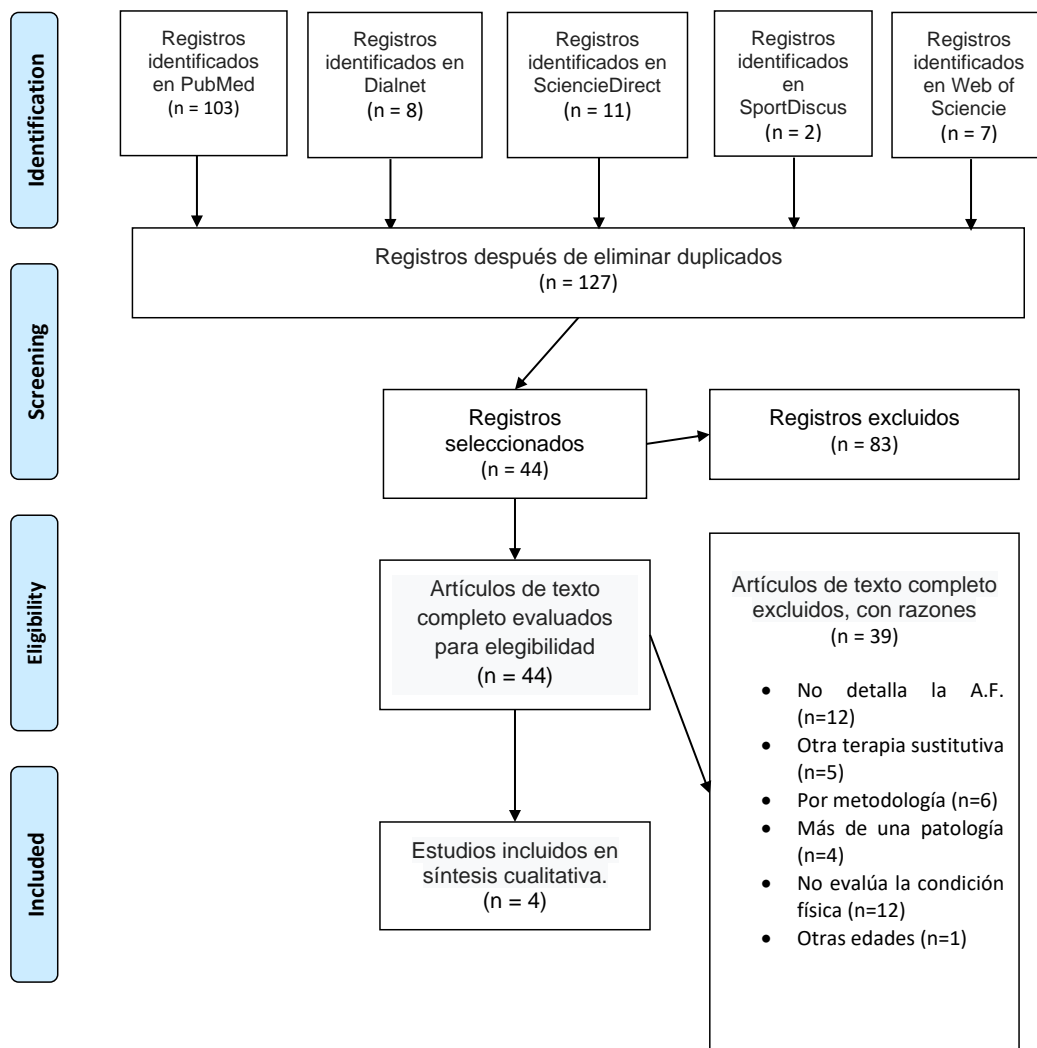 Identification
Registros
identificados
en PubMed
(n = 103)
Registros
identificados en
Dialnet
(n = 8)
Registros
identificados en
SciencieDirect
(n = 11)
Registros
identificados
en
SportDiscus
(n = 2)
Registros
identificados
en Web of
Sciencie
(n = 7)
Registros después de eliminar duplicados
(n = 127)
Screening
Registros
seleccionados
(n = 44)
Registros excluidos
(n = 83)
Eligibility
Artículos de texto
completo evaluados
para elegibilidad
(n = 44)
Artículos de texto completo
excluidos, con razones
(n = 39)
• No detalla la A.F.
(n=12)
• Otra terapia sustitutiva
(n=5)
• Por metodología (n=6)
• Más de una patología
(n=4)
• No evalúa la condición
física (n=12)
• Otras edades (n=1)
Included
Estudios incluidos en
síntesis cualitativa.
(n = 4)